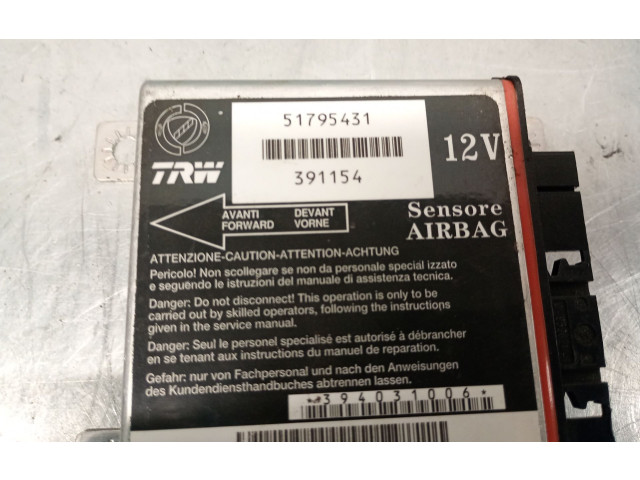 51795431
12V
TRW
391154
AVANTI DEVANT
FORWARD VORNE
Sensore
AIRBAG
ATTENZIONE-CAUTION-ATTENTION-ACHTUNG
Pericolo! Non scollegare se non da personale special izzato
e seguendo le istruzioni del manuale di assistenza tecnica.
Danger: Do not disconnect! This operation is only to be
carried out by skilled operators, following the instructions
given in the service manual.
Danger: Seul le personel spécialisé est autorisé à débrancher
en se tenant aux instructions du manuel de reparation.
Gefahr: nur von Fachpersonal und nach den Anweisungen
des Kundendiensthandbuches abtrennen lassen.
*394031006*